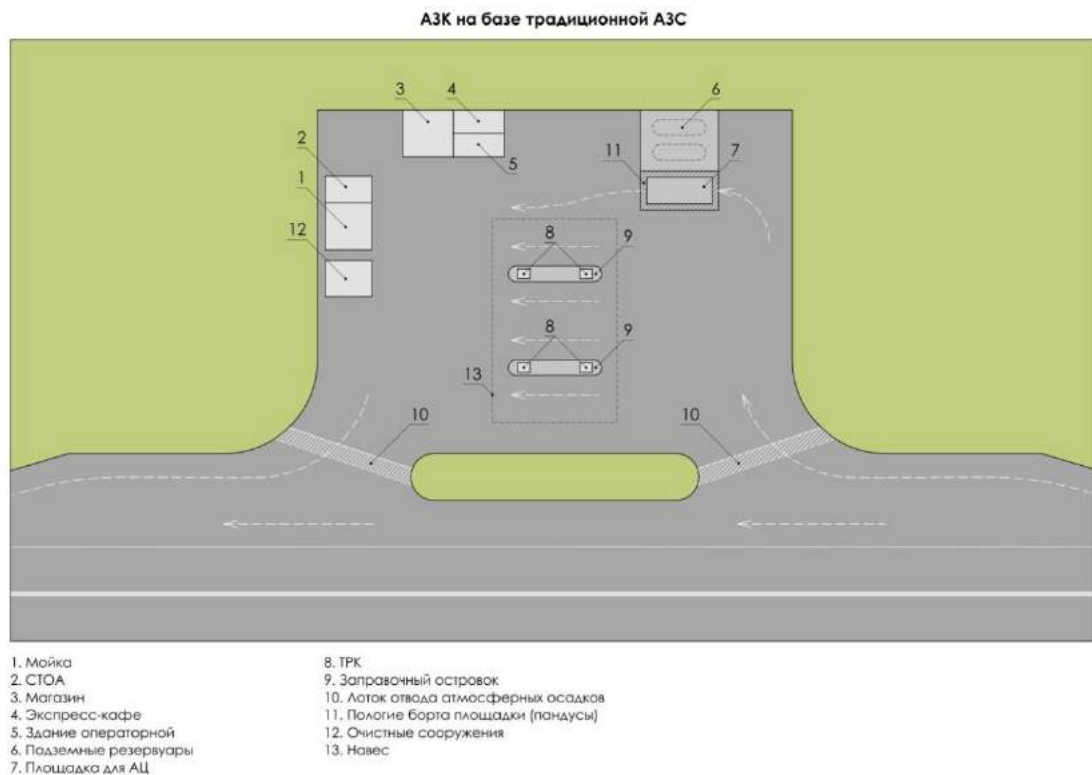 АЗК на базе традиционной АЗС
3
4
6
2
5
11
7
1
12
8
9
8
9
13
10
10
1. Мойка
2. СТОА
3. Магазин
4. Экспресс-кафе
5. Здание операторной
6. Подземные резервуары
7. Площадка для АЦ
8. ТРК
9. Заправочный островок
10. Лоток отвода атмосферных осадков
11. Пологие борта площадки (пандусы)
12. Очистные сооружения
13. Навес